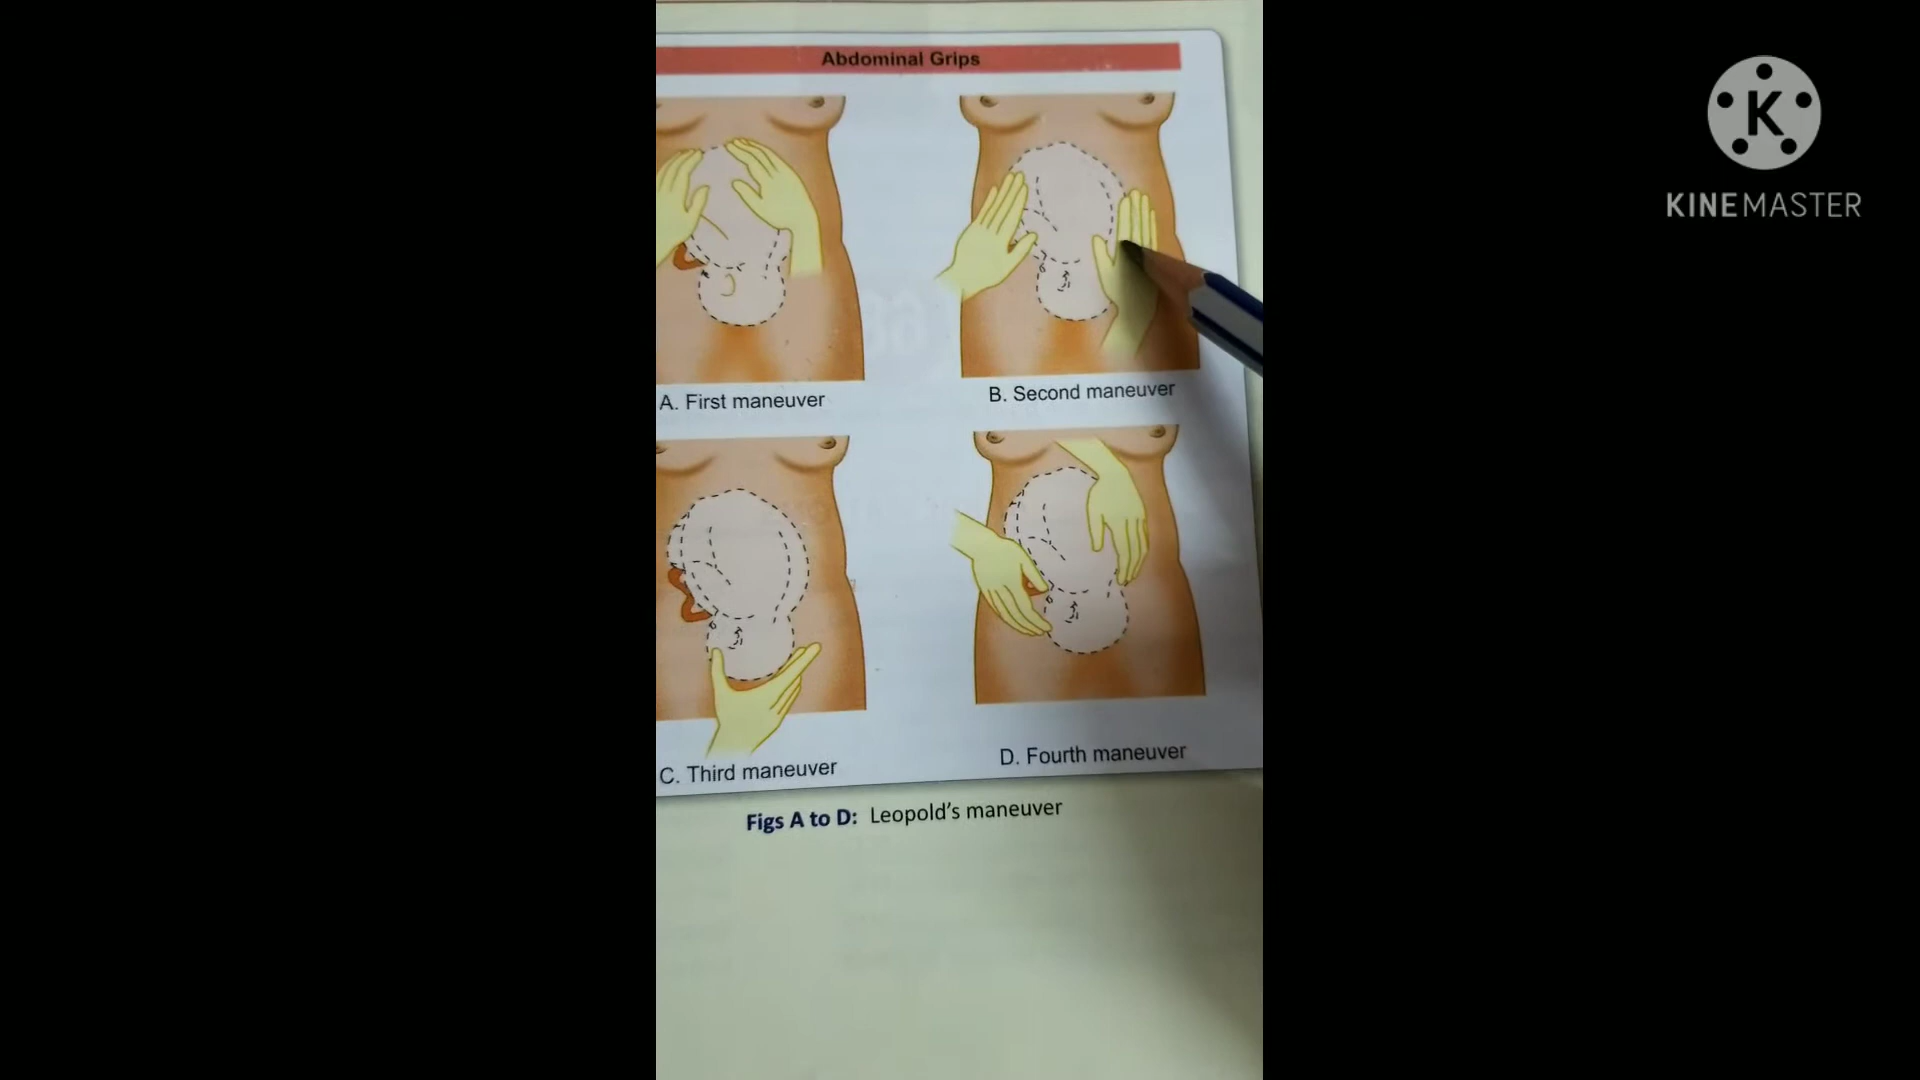 Abdominal Grips
A. First maneuver
B. Second maneuver
C. Third maneuver
D. Fourth maneuver
Figs A to D: Leopold's maneuver
K
KINEMASTER